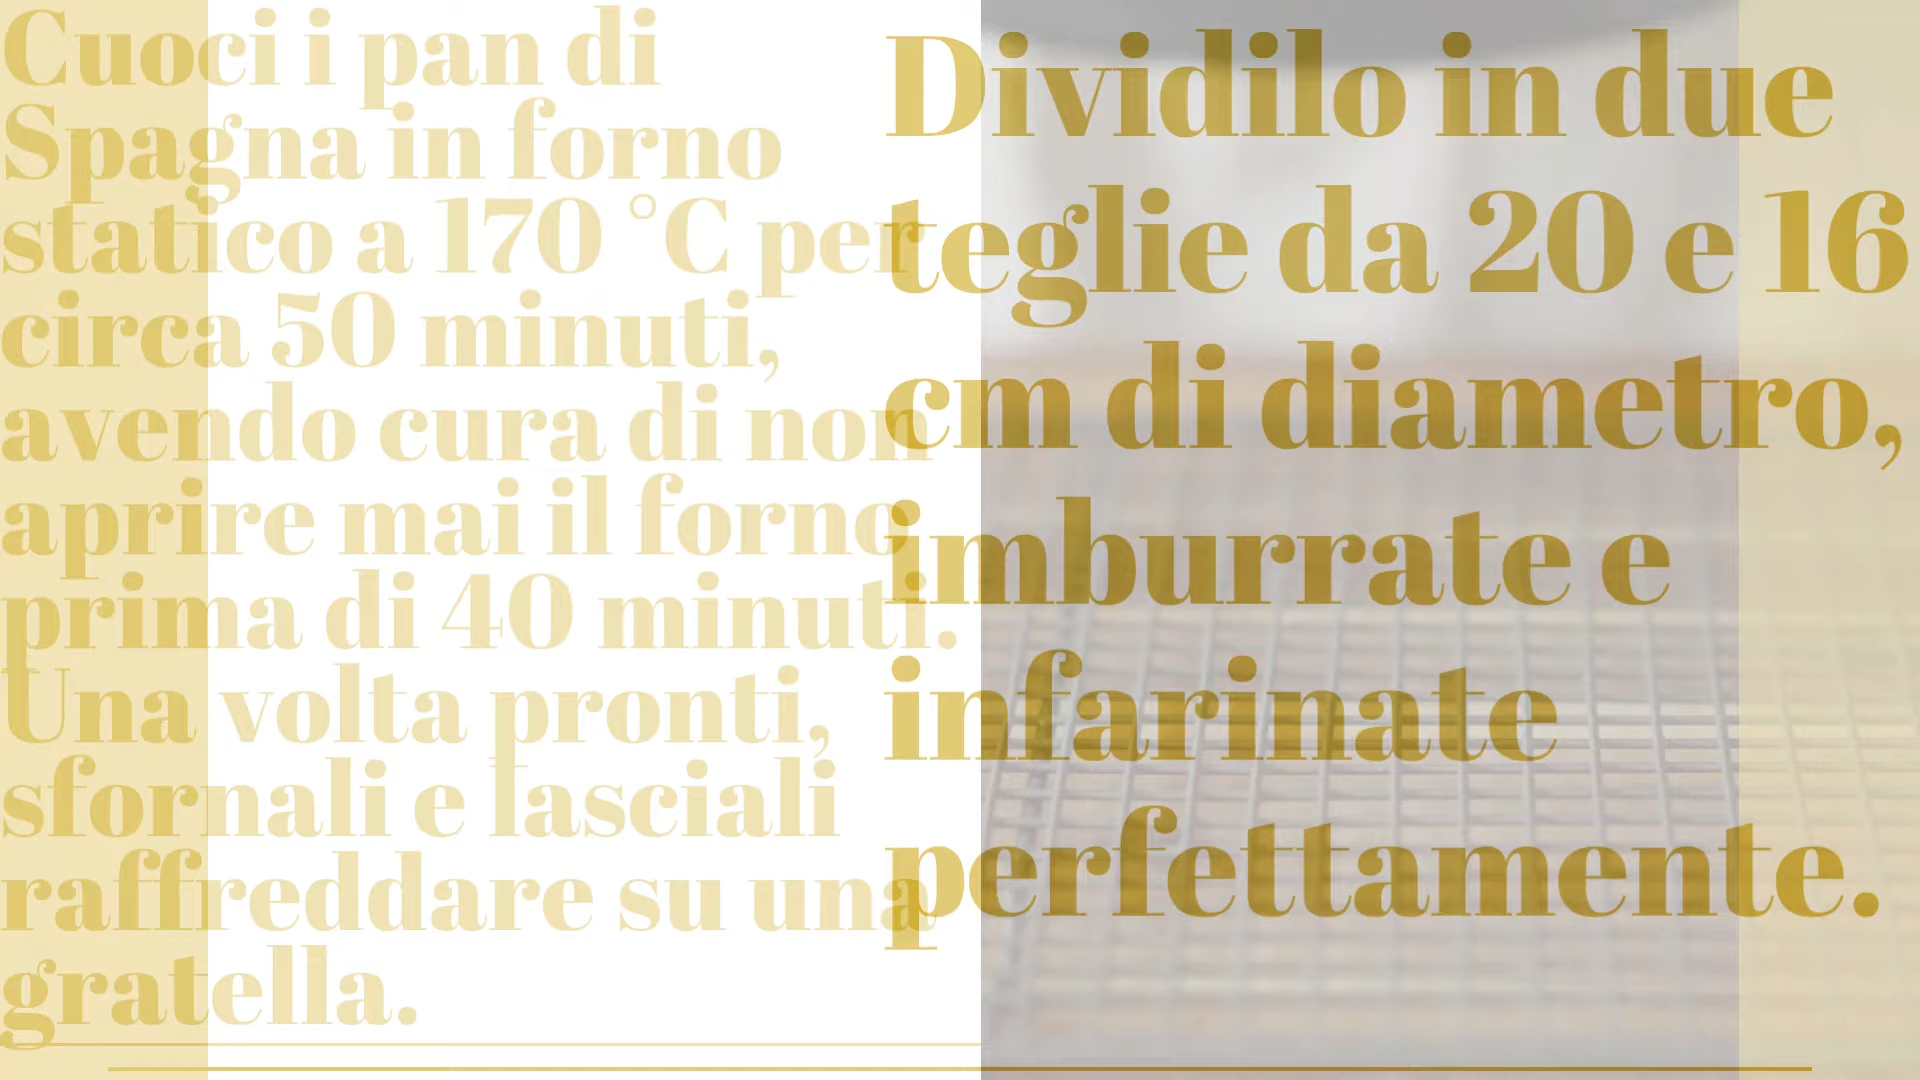 Cuoci i pan di
Spagna in forno
statico a 170 °C per
circa 50 minuti,
avendo cura di non
aprire mai il forno
prima di 40 minuti.
Una volta pronti,
sfornali e lasciali
raffreddare su una
gratella.
Dividilo in due
teglie da 20 e 16
cm di diametro,
imburrate e
infarinate
perfettamente.